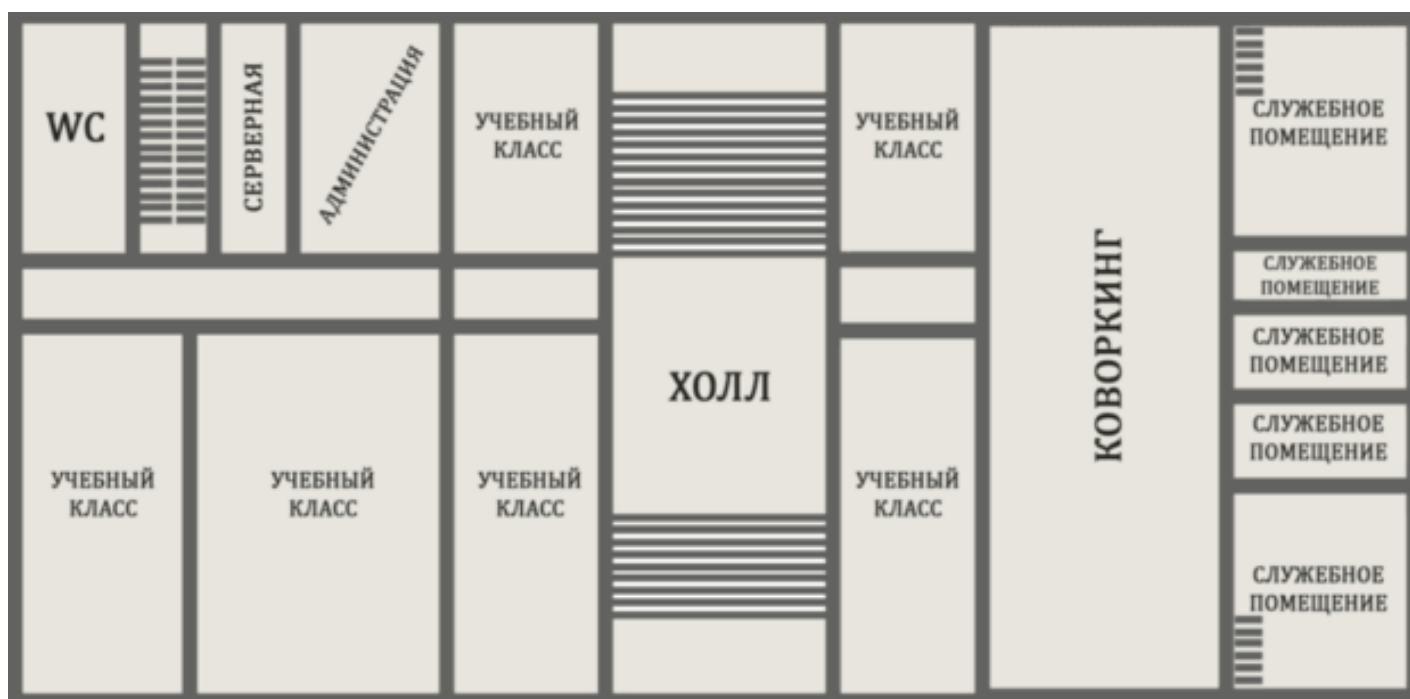 WC
СЕРВЕРНАЯ
АДМИНИСТРАЦИЯ
УЧЕБНЫЙ
КЛАСС
УЧЕБНЫЙ
КЛАСС
КОВОРКИНГ
СЛУЖЕБНОЕ
ПОМЕЩЕНИЕ
СЛУЖЕБНОЕ
ПОМЕЩЕНИЕ
СЛУЖЕБНОЕ
ПОМЕЩЕНИЕ
ХОЛЛ
СЛУЖЕБНОЕ
ПОМЕЩЕНИЕ
УЧЕБНЫЙ
КЛАСС
УЧЕБНЫЙ
КЛАСС
УЧЕБНЫЙ
КЛАСС
УЧЕБНЫЙ
КЛАСС
СЛУЖЕБНОЕ
ПОМЕЩЕНИЕ